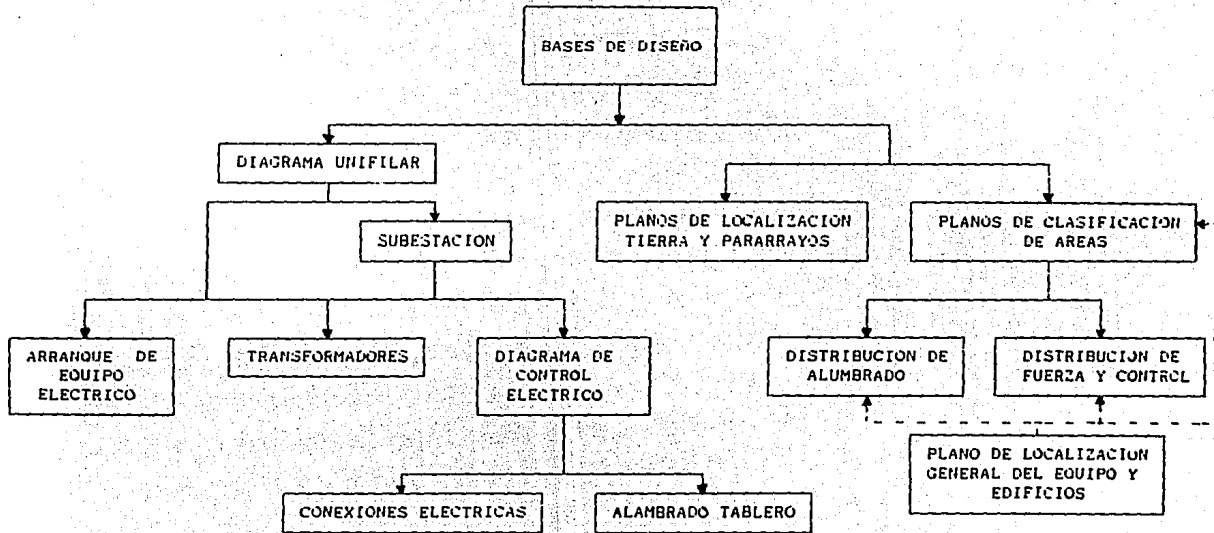 BASES DE DISEÑO
DIAGRAMA UNIFILAR
SUBESTACION
PLANOS DE LOCALIZACION
TIERRA Y PARARRAYOS
PLANOS DE CLASIFICACION
DE AREAS
ARRANQUE DE
EQUIPO
ELECTRICO
TRANSFORMADORES
DIAGRAMA DE
CONTROL
ELECTRICO
DISTRIBUCION DE
ALUMBRADO
DISTRIBUCION DE
FUERZA Y CONTROL
PLANO DE LOCALIZACION
GENERAL DEL EQUIPO Y
EDIFICIOS
CONEXIONES ELECTRICAS
ALAMBRADO TABLERO